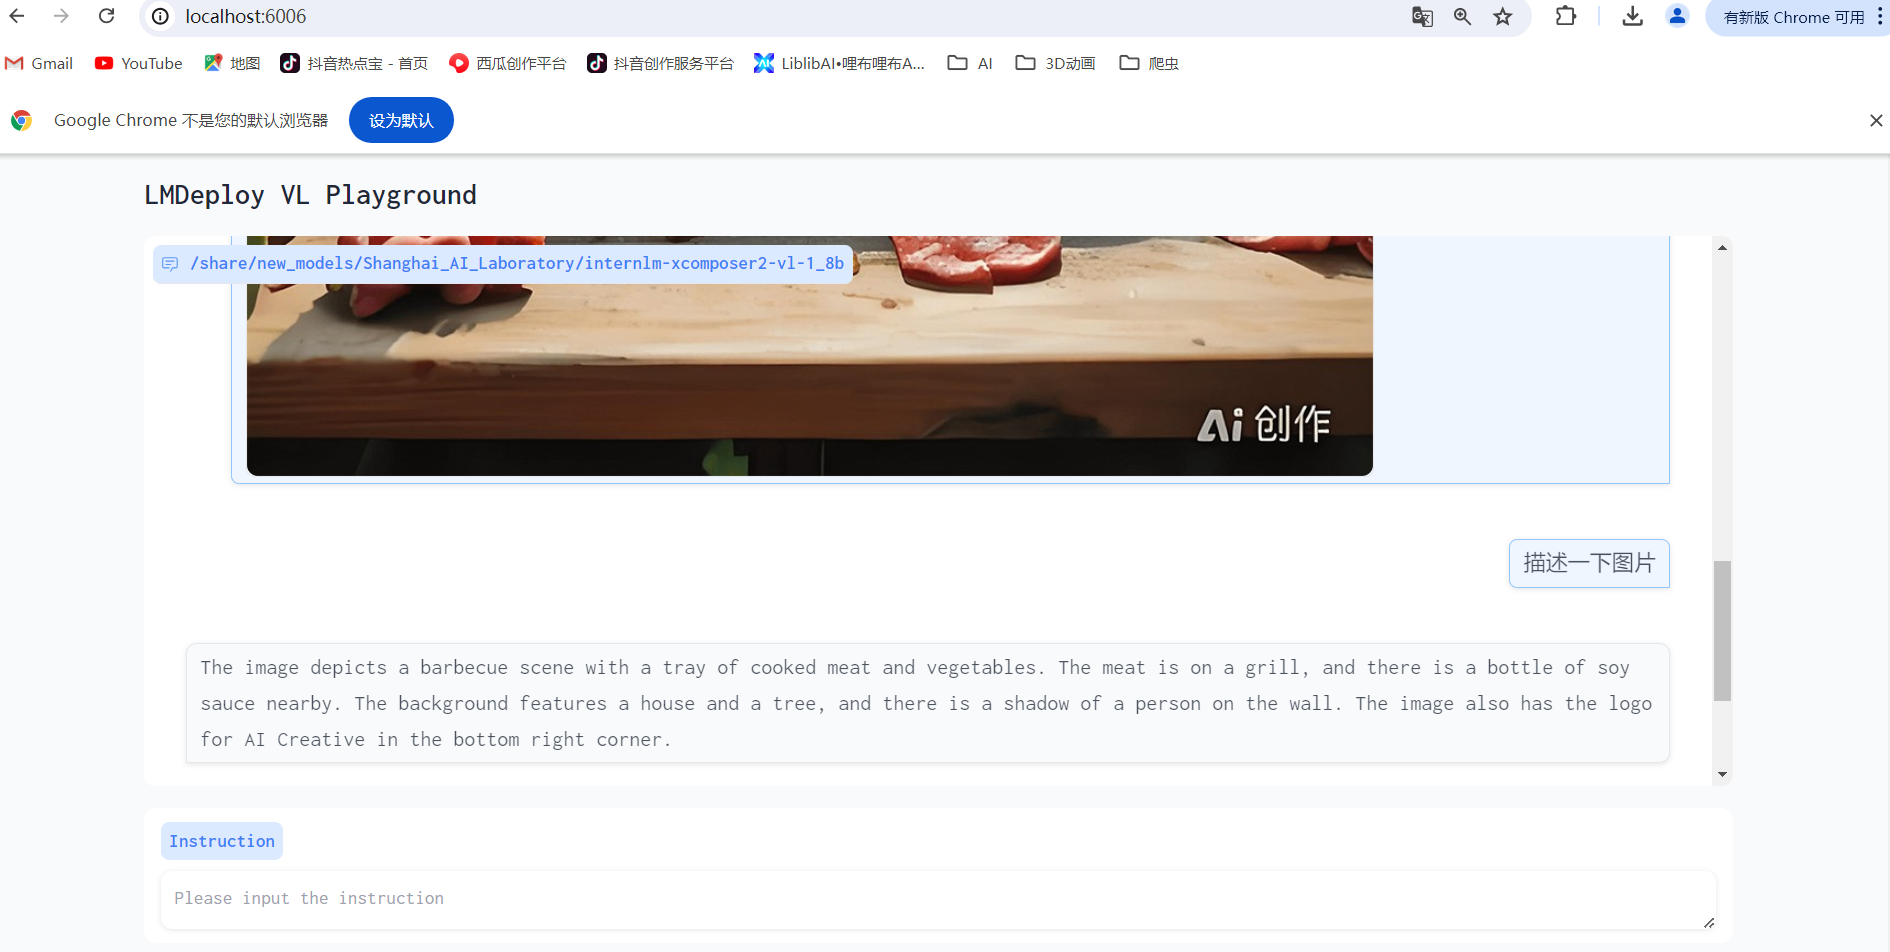 localhost:6006
有新版 Chrome 可用
Gmail
YouTube
地图
抖音热点宝 - 首页
西瓜创作平台
抖音创作服务平台
LiblibAI•哩布哩布A...
AI
3D动画
爬虫
Google Chrome 不是您的默认浏览器
设为默认
LMDeploy VL Playground
/share/new_models/Shanghai_AI_Laboratory/internlm-xcomposer2-vl-1_8b
Ai 创作
描述一下图片
The image depicts a barbecue scene with a tray of cooked meat and vegetables. The meat is on a grill, and there is a bottle of soy
sauce nearby. The background features a house and a tree, and there is a shadow of a person on the wall. The image also has the logo
for AI Creative in the bottom right corner.
Instruction
Please input the instruction